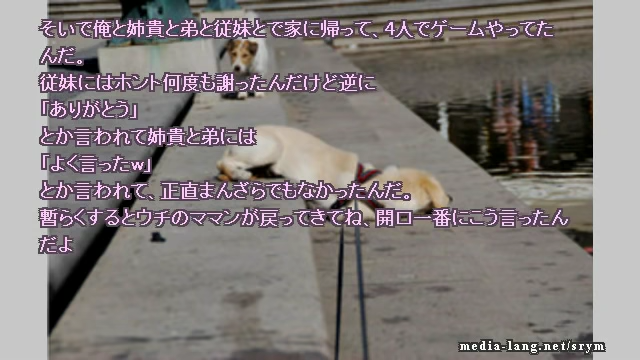 そいで俺と姉貴と弟と従妹とで家に帰って、4人でゲームやってた
んだ。
従妹にはホント何度も謝ったんだけど逆に
「ありがとう」
とか言われて姉貴と弟には
「よく言ったw」
とか言われて、正直まんざらでもなかったんだ。
暫らくするとウチのママンが戻ってきてね、開口一番にこう言ったん
だよ
media-lang.net/srym